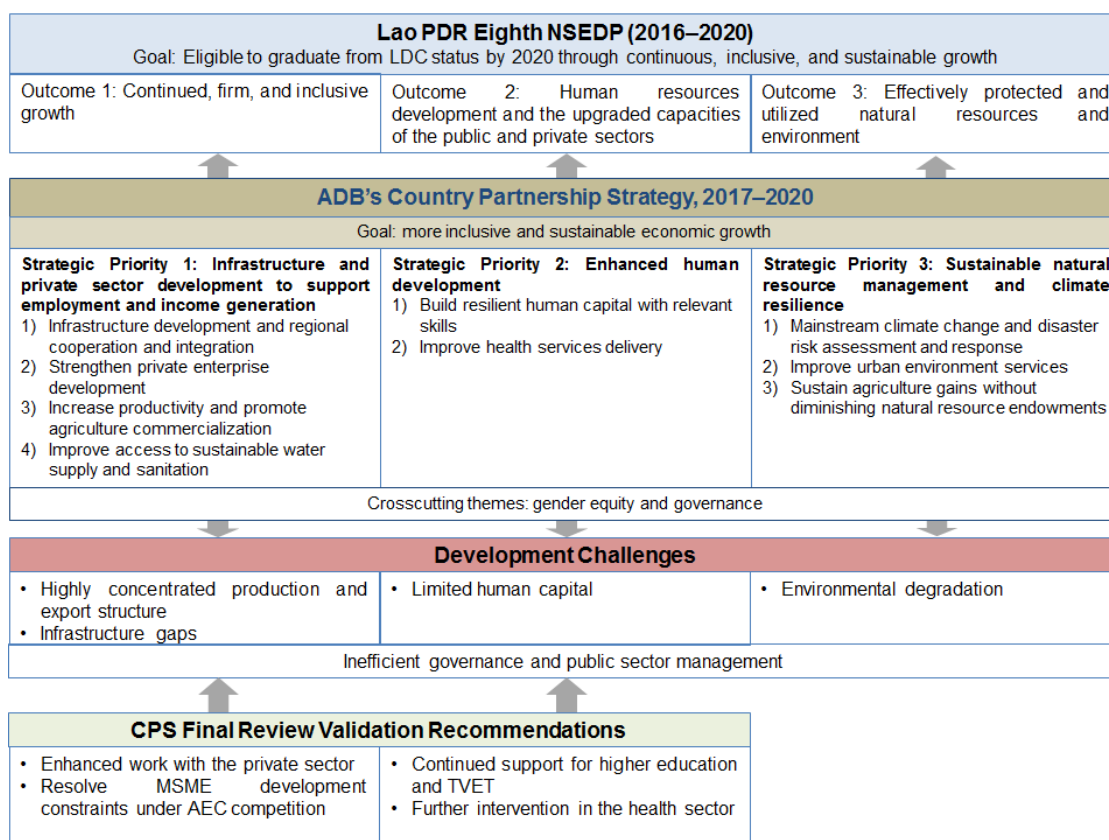 Lao PDR Eighth NSEDP (2016–2020)
Goal: Eligible to graduate from LDC status by 2020 through continuous, inclusive, and sustainable growth
Outcome 1: Continued, firm, and inclusive
growth
Outcome 2: Human resources
development and the upgraded capacities
of the public and private sectors
Outcome 3: Effectively protected and
utilized natural resources and
environment
ADB's Country Partnership Strategy, 2017–2020
Goal: more inclusive and sustainable economic growth
Strategic Priority 1: Infrastructure and
private sector development to support
employment and income generation
1) Infrastructure development and regional
cooperation and integration
2) Strengthen private enterprise
development
3) Increase productivity and promote
agriculture commercialization
4) Improve access to sustainable water
supply and sanitation
Strategic Priority 2: Enhanced human
development
1) Build resilient human capital with relevant
skills
2) Improve health services delivery
Strategic Priority 3: Sustainable natural
resource management and climate
resilience
1) Mainstream climate change and disaster
risk assessment and response
2) Improve urban environment services
3) Sustain agriculture gains without
diminishing natural resource endowments
Crosscutting themes: gender equity and governance
Development Challenges
• Highly concentrated production and
export structure
• Infrastructure gaps
• Limited human capital
• Environmental degradation
Inefficient governance and public sector management
CPS Final Review Validation Recommendations
• Enhanced work with the private sector
• Resolve MSME development
constraints under AEC competition
• Continued support for higher education
and TVET
• Further intervention in the health sector